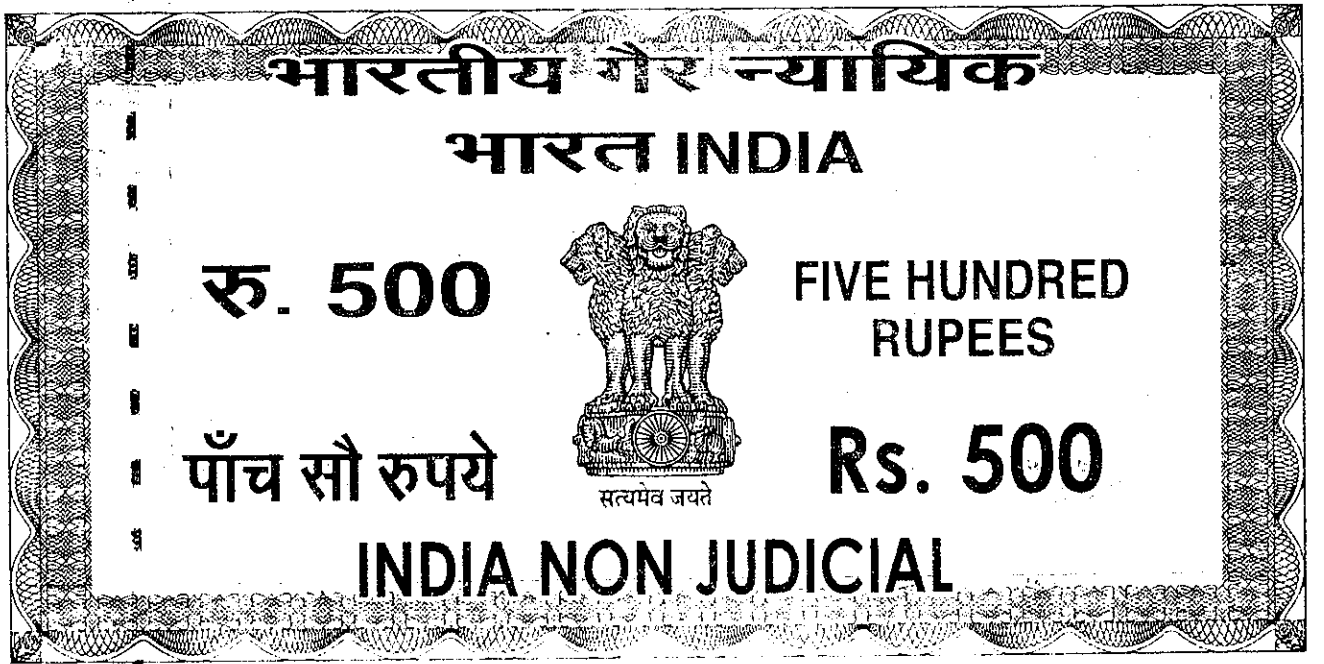 भारतीय गैर न्यायिक
भारत INDIA
रु. 500
FIVE HUNDRED
RUPEES
पाँच सौ रुपये
Rs. 500
सत्यमेव जयते
INDIA NON JUDICIAL